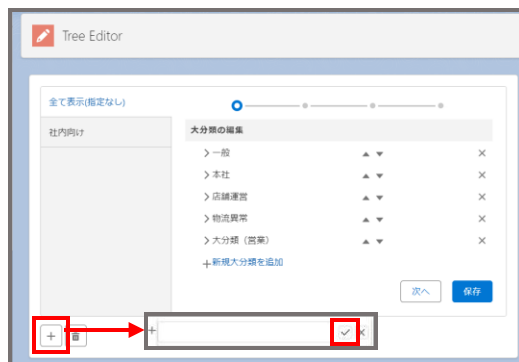 Tree Editor
全て表示(指定なし)
社内向け
大分類の編集
一般
本社
店舗運営
物流異常
大分類（営業）
+新規大分類を追加
次へ
保存